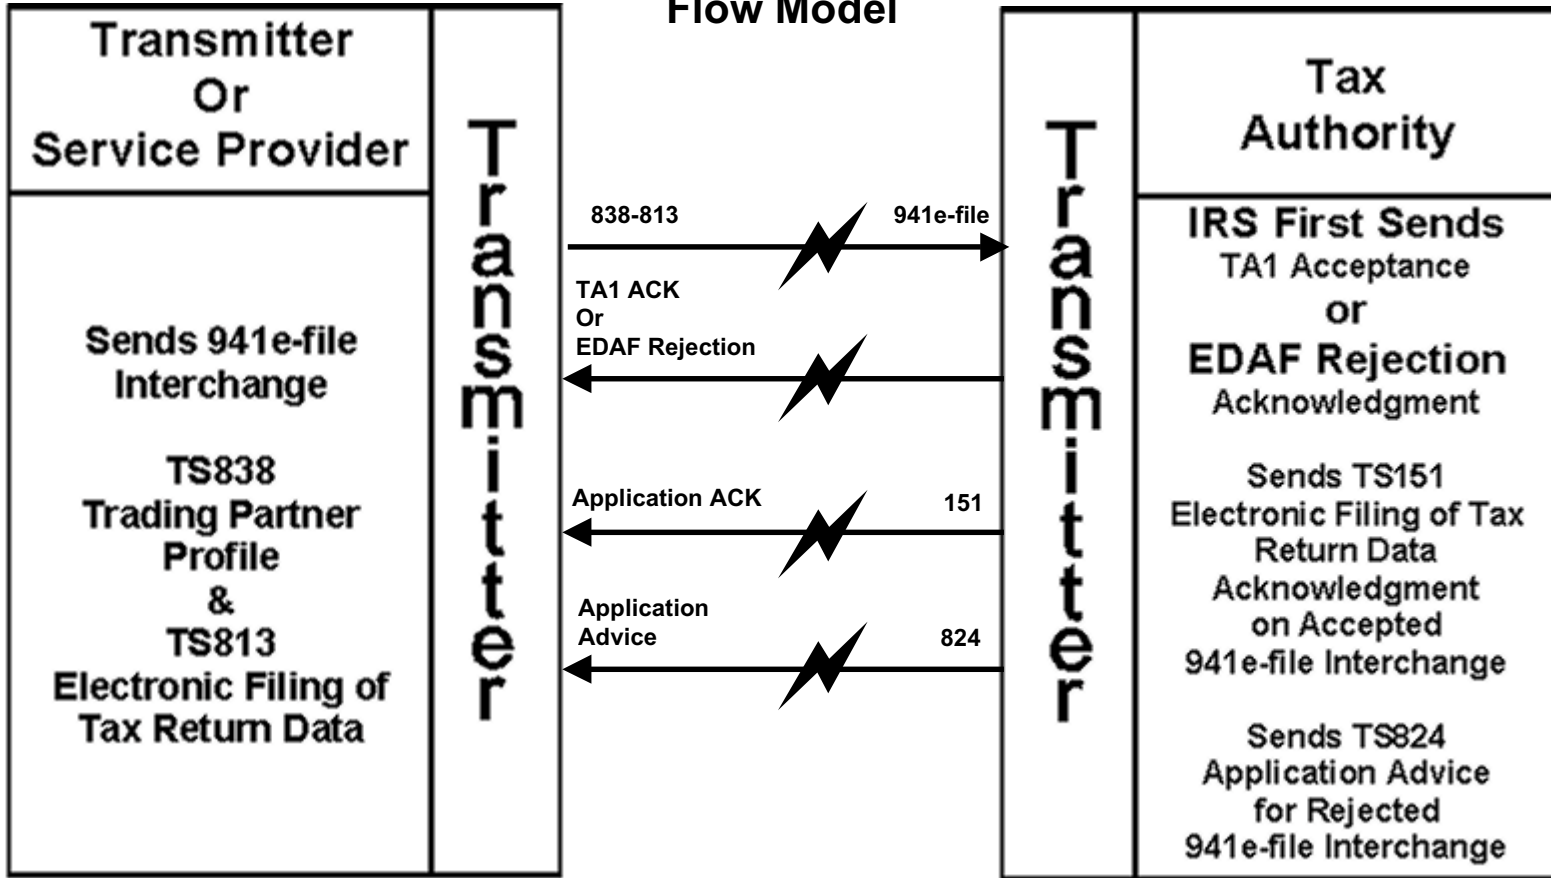 Flow Model
Transmitter
Or
Service Provider
Sends 941e-file
Interchange
TS838
Trading Partner
Profile
&
TS813
Electronic Filing of
Tax Return Data
Transmitter
838-813 941e-file
TA1 ACK
Or
EDAF Rejection
Application ACK 151
Application
Advice 824
Transmitter
Tax
Authority
IRS First Sends
TA1 Acceptance
or
EDAF Rejection
Acknowledgment
Sends TS151
Electronic Filing of Tax
Return Data
Acknowledgment
on Accepted
941e-file Interchange
Sends TS824
Application Advice
for Rejected
941e-file Interchange